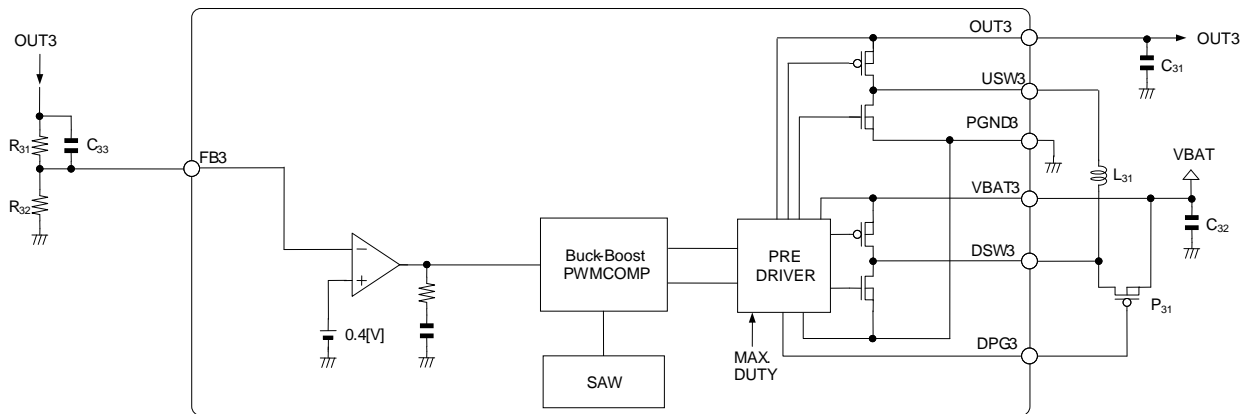 OUT3
R31
C33
R32
FB3
0.4[V]
Buck-Boost
PWMCOMP
SAW
PRE
DRIVER
MAX.
DUTY
OUT3
USW3
PGND3
VBAT3
DSW3
DPG3
OUT3
C31
L31
VBAT
C32
P31